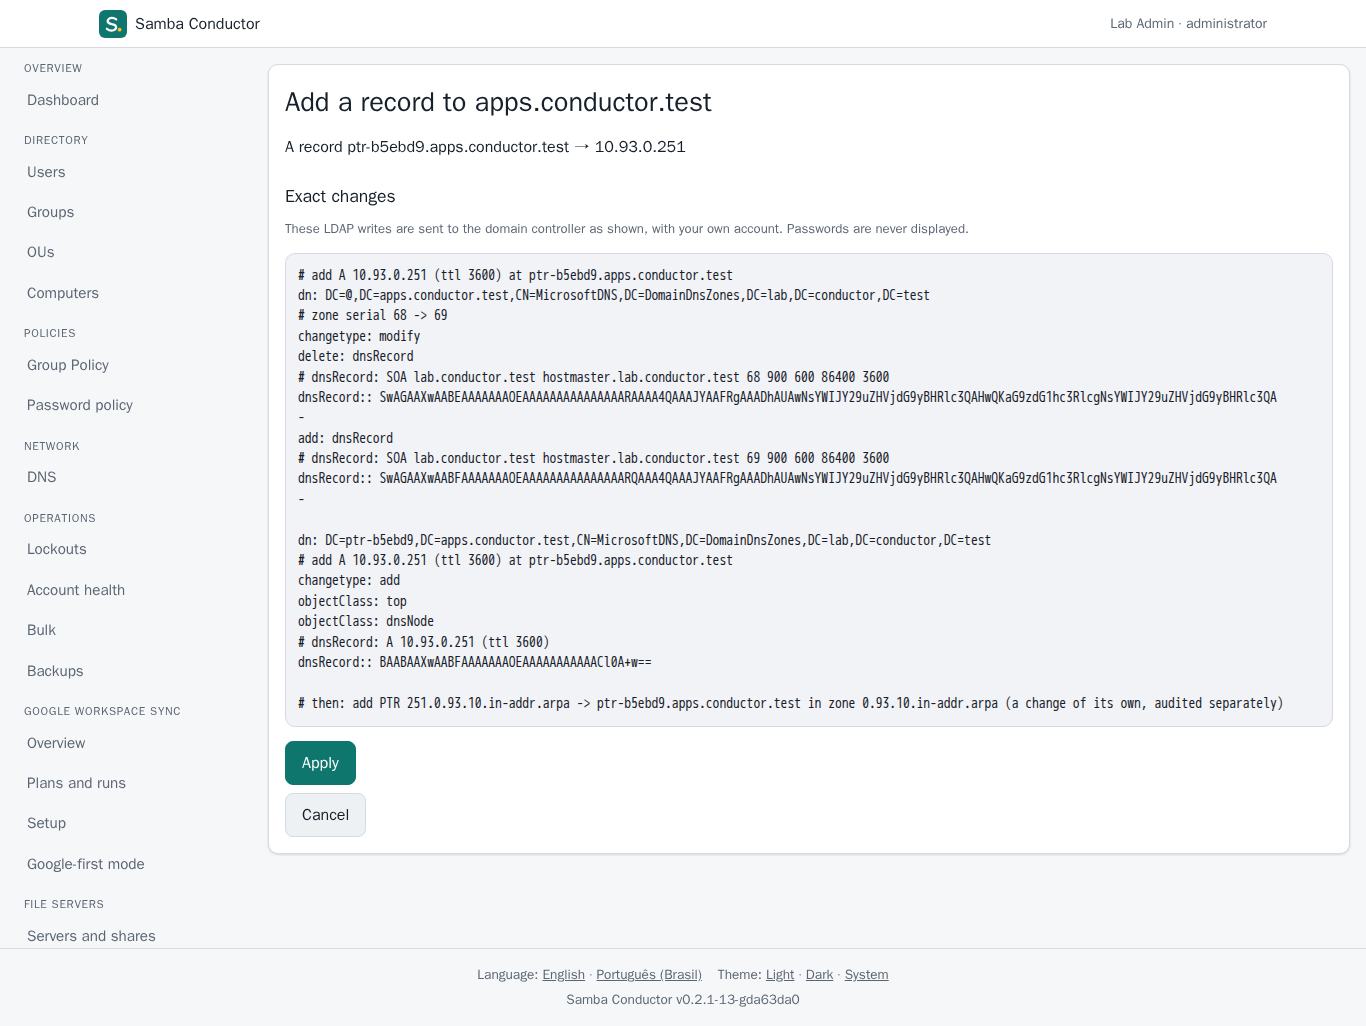 Samba Conductor
Lab Admin · administrator
OVERVIEW
Dashboard
DIRECTORY
Users
Groups
OUs
Computers
POLICIES
Group Policy
Password policy
NETWORK
DNS
OPERATIONS
Lockouts
Account health
Bulk
Backups
GOOGLE WORKSPACE SYNC
Overview
Plans and runs
Setup
Google-first mode
FILE SERVERS
Servers and shares
Add a record to apps.conductor.test
A record ptr-b5ebd9.apps.conductor.test → 10.93.0.251
Exact changes
These LDAP writes are sent to the domain controller as shown, with your own account. Passwords are never displayed.
# add A 10.93.0.251 (ttl 3600) at ptr-b5ebd9.apps.conductor.test
dn: DC=@,DC=apps.conductor.test,CN=MicrosoftDNS,DC=DomainDnsZones,DC=lab,DC=conductor,DC=test
# zone serial 68 -> 69
changetype: modify
delete: dnsRecord
# dnsRecord: SOA lab.conductor.test hostmaster.lab.conductor.test 68 900 600 86400 3600
dnsRecord:: SwAGAAXwAABEAAAAAAAOEAAAAAAAAAAAAAAAAARAAAA4QAAAJYAAFRgAAADhAUAwNsYWIJY29uZHVjdG9yBHRlc3QAHwQKaG9zdG1hc3RlcgNsYWIJY29uZHVjdG9yBHRlc3QA
-
add: dnsRecord
# dnsRecord: SOA lab.conductor.test hostmaster.lab.conductor.test 69 900 600 86400 3600
dnsRecord:: SwAGAAXwAABFAAAAAAAOEAAAAAAAAAAAAAAAAARQAAA4QAAAJYAAFRgAAADhAUAwNsYWIJY29uZHVjdG9yBHRlc3QAHwQKaG9zdG1hc3RlcgNsYWIJY29uZHVjdG9yBHRlc3QA
-
dn: DC=ptr-b5ebd9,DC=apps.conductor.test,CN=MicrosoftDNS,DC=DomainDnsZones,DC=lab,DC=conductor,DC=test
# add A 10.93.0.251 (ttl 3600) at ptr-b5ebd9.apps.conductor.test
changetype: add
objectClass: top
objectClass: dnsNode
# dnsRecord: A 10.93.0.251 (ttl 3600)
dnsRecord:: BAABAAXwAABFAAAAAAAOEAAAAAAAAAAACl0A+w==
# then: add PTR 251.0.93.10.in-addr.arpa -> ptr-b5ebd9.apps.conductor.test in zone 0.93.10.in-addr.arpa (a change of its own, audited separately)
Apply
Cancel
Language: English · Português (Brasil) Theme: Light · Dark · System
Samba Conductor v0.2.1-13-gda63da0